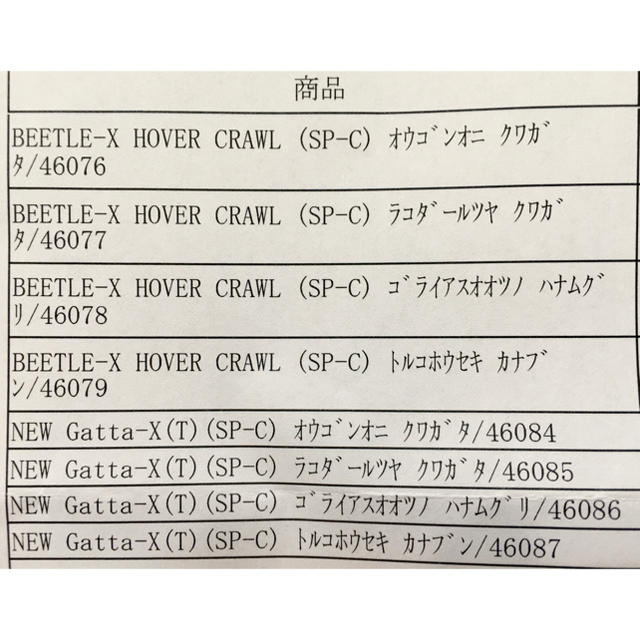 商品
BEETLE-X HOVER CRAWL (SP-C) ｵｳｺﾞﾝｵﾆ ｸﾜｶﾞ
ﾀ/46076
BEETLE-X HOVER CRAWL (SP-C) ﾗｺﾀﾞｰﾙﾂﾔ ｸﾜｶﾞ
ﾀ/46077
BEETLE-X HOVER CRAWL (SP-C) ｺﾞﾗｲｱｽｵｵﾂﾉ ﾊﾅﾑｸﾞ
ﾘ/46078
BEETLE-X HOVER CRAWL (SP-C) ﾄﾙｺﾎｳｾｷ ｶﾅﾌﾞ
ﾝ/46079
NEW Gatta-X(T)(SP-C) ｵｳｺﾞﾝｵﾆ ｸﾜｶﾞﾀ/46084
NEW Gatta-X(T)(SP-C) ﾗｺﾀﾞｰﾙﾂﾔ ｸﾜｶﾞﾀ/46085
NEW Gatta-X(T)(SP-C) ｺﾞﾗｲｱｽｵｵﾂﾉ ﾊﾅﾑｸﾞﾘ/46086
NEW Gatta-X(T)(SP-C) ﾄﾙｺﾎｳｾｷ ｶﾅﾌﾞﾝ/46087